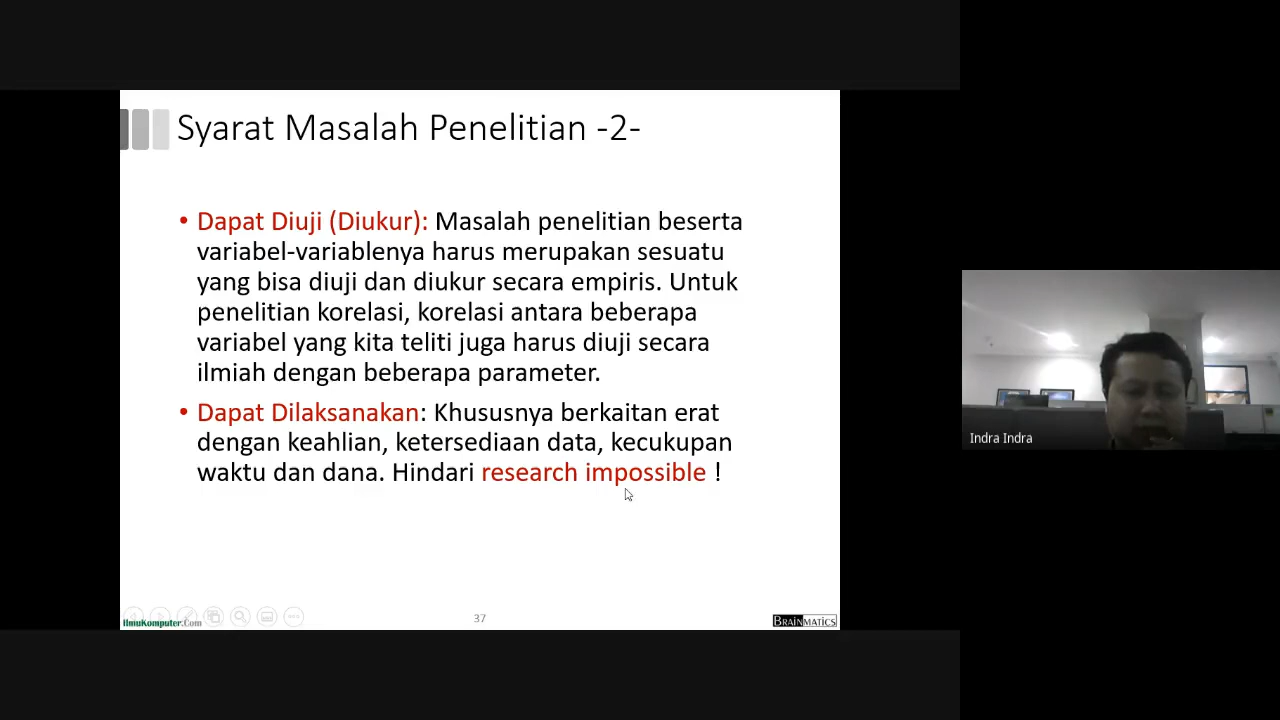 Syarat Masalah Penelitian -2-
• Dapat Diuji (Diukur): Masalah penelitian beserta
variabel-variablenya harus merupakan sesuatu
yang bisa diuji dan diukur secara empiris. Untuk
penelitian korelasi, korelasi antara beberapa
variabel yang kita teliti juga harus diuji secara
ilmiah dengan beberapa parameter.
• Dapat Dilaksanakan: Khususnya berkaitan erat
dengan keahlian, ketersediaan data, kecukupan
waktu dan dana. Hindari research impossible !
IlmuKomputer.Com
37
BRAINMATICS
Indra Indra